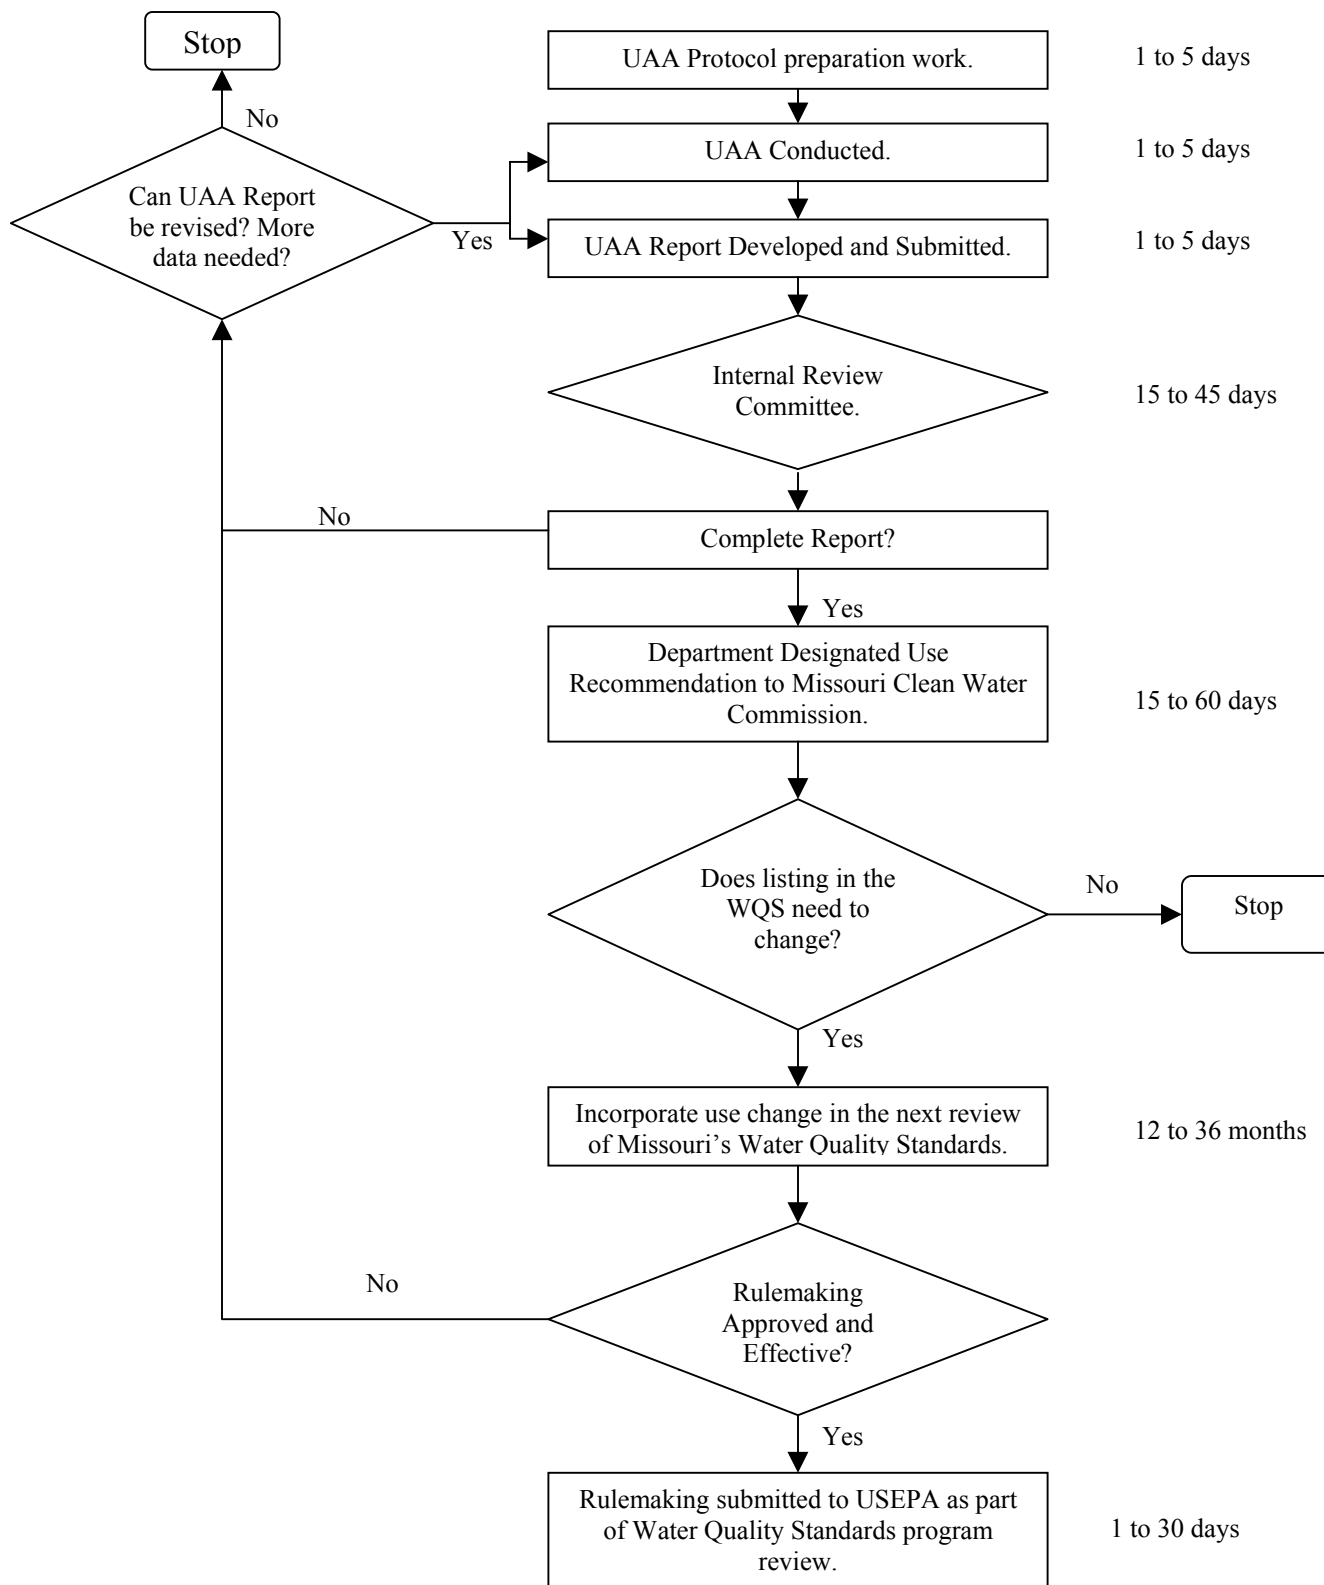 Stop
UAA Protocol preparation work.
1 to 5 days
No
UAA Conducted.
1 to 5 days
Can UAA Report
be revised? More
data needed?
Yes
UAA Report Developed and Submitted.
1 to 5 days
Internal Review
Committee.
15 to 45 days
No
Complete Report?
Yes
Department Designated Use
Recommendation to Missouri Clean Water
Commission.
15 to 60 days
Does listing in the
WQS need to
change?
No
Stop
Yes
Incorporate use change in the next review
of Missouri’s Water Quality Standards.
12 to 36 months
No
Rulemaking
Approved and
Effective?
Yes
Rulemaking submitted to USEPA as part
of Water Quality Standards program
review.
1 to 30 days